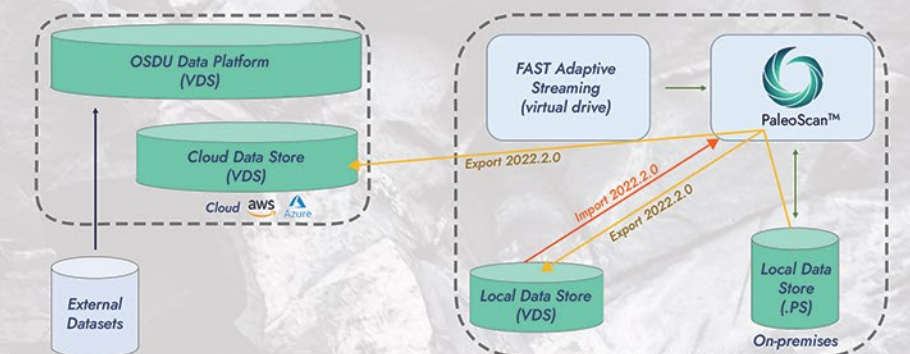 OSDU Data Platform
(VDS)
Cloud Data Store
(VDS)
Cloud aws Azure
External
Datasets
FAST Adaptive
Streaming
(virtual drive)
PaleoScan™
Export 2022.2.0
Import 2022.2.0
Export 2022.2.0
Local Data Store
(VDS)
Local Data
Store
(.PS)
On-premises